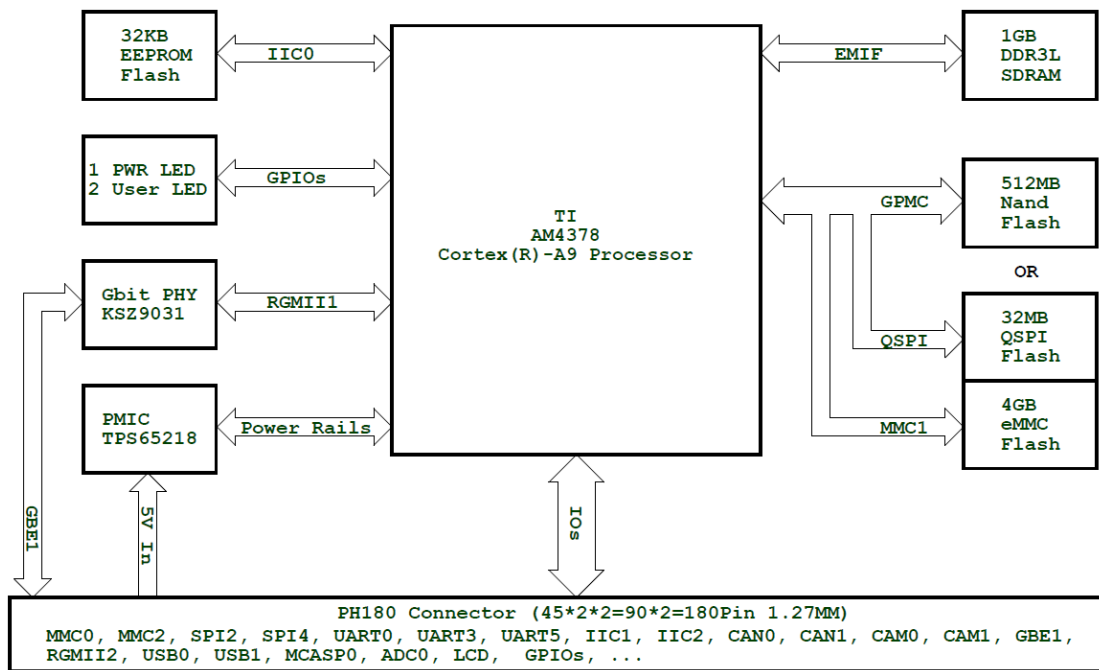 32KB
EEPROM
Flash
IIC0
EMIF
1GB
DDR3L
SDRAM
1 PWR LED
2 User LED
GPIOs
TI
AM4378
Cortex(R)-A9 Processor
GPMC
512MB
Nand
Flash
OR
Gbit PHY
KSZ9031
RGMII1
QSPI
32MB
QSPI
Flash
PMIC
TPS65218
Power Rails
MMC1
4GB
eMMC
Flash
GBE1
5V In
IOs
PH180 Connector (45*2*2=90*2=180Pin 1.27MM)
MMC0, MMC2, SPI2, SPI4, UART0, UART3, UART5, IIC1, IIC2, CAN0, CAN1, CAM0, CAM1, GBE1,
RGMII2, USB0, USB1, MCASP0, ADC0, LCD, GPIOs, ...